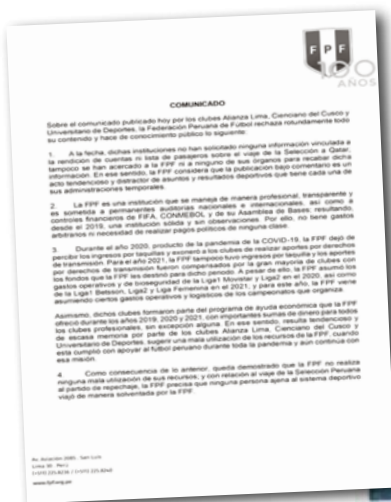 FPF
100
AÑOS
COMUNICADO
Sobre el comunicado publicado hoy por los clubes Alianza Lima, Cienciano del Cusco y
Universitario de Deportes, la Federación Peruana de Fútbol rechaza rotundamente todo
su contenido y hace de conocimiento público lo siguiente:
1. A la fecha, dichas instituciones no han solicitado ninguna información vinculada a
la rendición de cuentas ni lista de pasajeros sobre el viaje de la Selección a Qatar,
tampoco se han acercado a la FPF ni a ninguno de sus órganos para recabar dicha
información. En ese sentido, la FPF considera que la publicación bajo comentario es un
acto tendencioso y distractor de asuntos y resultados deportivos que tiene cada una de
sus administraciones temporales.
2. La FPF es una institución que se maneja de manera profesional, transparente y
es sometida a permanentes auditorías nacionales e internacionales, así como a
controles financieros de FIFA, CONMEBOL y de su Asamblea de Bases; resultando,
desde el 2018, una institución sólida y sin observaciones. Por ello, no tiene gastos
arbitrarios ni necesidad de realizar pagos políticos de ninguna clase.
3. Durante el año 2020, producto de la pandemia de la COVID-19, la FPF dejó de
percibir los ingresos por taquillas y exoneró a los clubes de realizar aportes por derechos
de transmisión. Para el año 2021, la FPF tampoco tuvo ingresos por taquilla y los aportes
por derechos de transmisión fueron compensados por la gran mayoría de clubes con
los fondos que la FPF les destinó para dicho periodo. A pesar de ello, la FPF asumió los
gastos operativos y de bioseguridad de la Liga1 Movistar y Liga2 en el 2020, así como
de la Liga1 Betsson, Liga2 y Liga Femenina en el 2021, y para este año, la FPF viene
asumiendo ciertos gastos operativos y logísticos de los campeonatos que organiza.
Asimismo, dichos clubes formaron parte del programa de ayuda económica que la FPF
ofreció durante los años 2019, 2020 y 2021, con importantes sumas de dinero para todos
los clubes profesionales, sin excepción alguna. En ese sentido, resulta tendencioso y
de escasa memoria por parte de los clubes Alianza Lima, Cienciano del Cusco y
Universitario de Deportes, sugerir una mala utilización de los recursos de la FPF, cuando
esta cumplió con apoyar al fútbol peruano durante toda la pandemia y aun continúa con
esa misión.
4. Como consecuencia de lo anterior, queda demostrado que la FPF no realiza
ninguna mala utilización de sus recursos; y con relación al viaje de la Selección Peruana
al partido de repechaje, la FPF precisa que ninguna persona ajena al sistema deportivo
viajó de manera solventada por la FPF.
Av. Aviación 2085 - San Luis
Lima 30 - Perú
www.fpf.org.pe